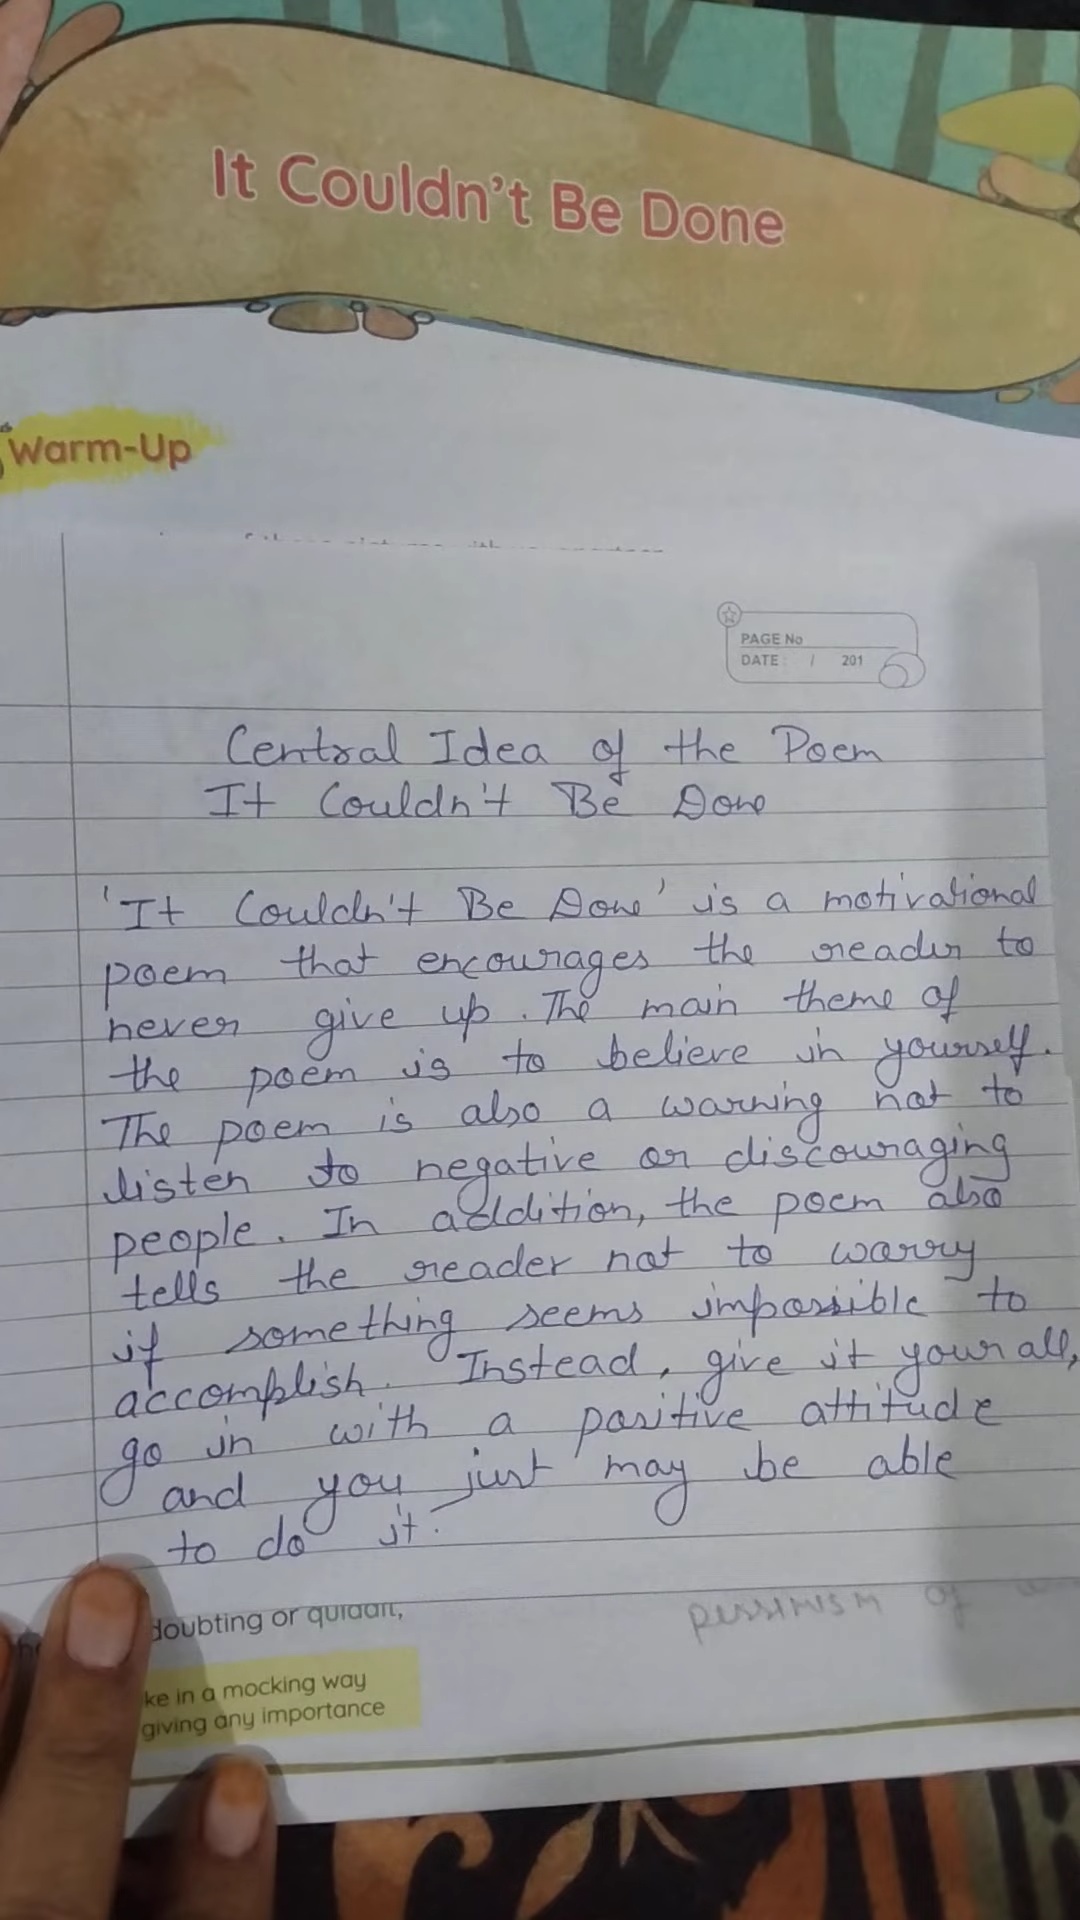 It Couldn't Be Done
Warm-Up
PAGE No
DATE : / 201
Central Idea of the Poem
It Couldn't Be Done
'It Couldn't Be Done' is a motivational
poem that encourages the reader to
never give up. The main theme of
the poem is to believe in yourself.
The poem is also a warning not to
listen to negative or discouraging
people. In addition, the poem also
tells the reader not to worry
if something seems impossible to
accomplish. Instead, give it your all,
go in with a positive attitude
and you just may be able
to do it.
doubting or
pessimism of
ke in a mocking way
giving any importance